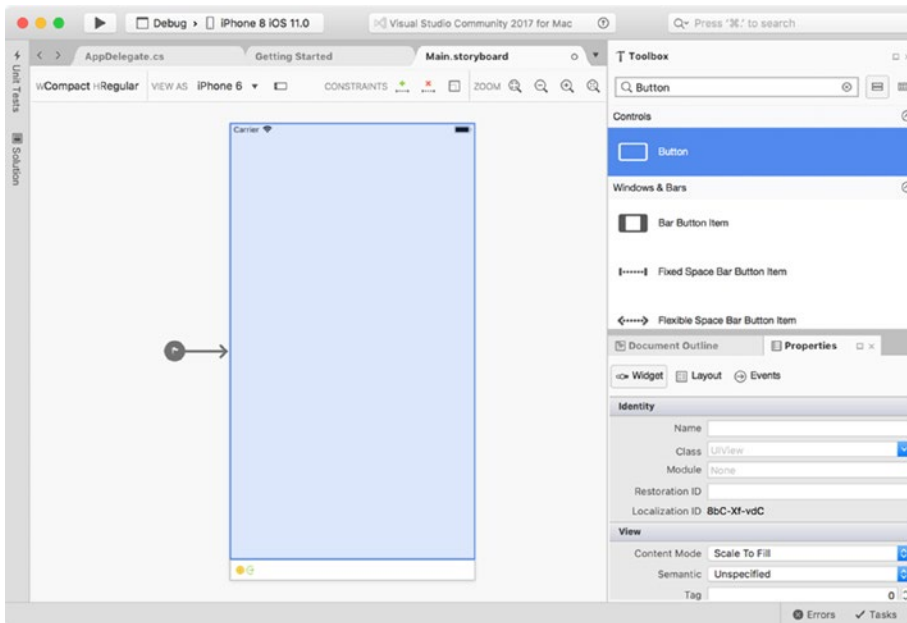 Debug › iPhone 8 iOS 11.0
Visual Studio Community 2017 for Mac
Press '⌘.' to search
AppDelegate.cs
Getting Started
Main.storyboard
Toolbox
Unit Tests
Solution
wCompact HRegular VIEW AS iPhone 6 CONSTRAINTS ZOOM
Button
Controls
Button
Windows & Bars
Bar Button Item
Fixed Space Bar Button Item
Flexible Space Bar Button Item
Carrier
Document Outline
Properties
Widget Layout Events
Identity
Name
Class UIView
Module None
Restoration ID
Localization ID 8bC-Xf-vdC
View
Content Mode Scale To Fill
Semantic Unspecified
Tag 0
Errors Tasks